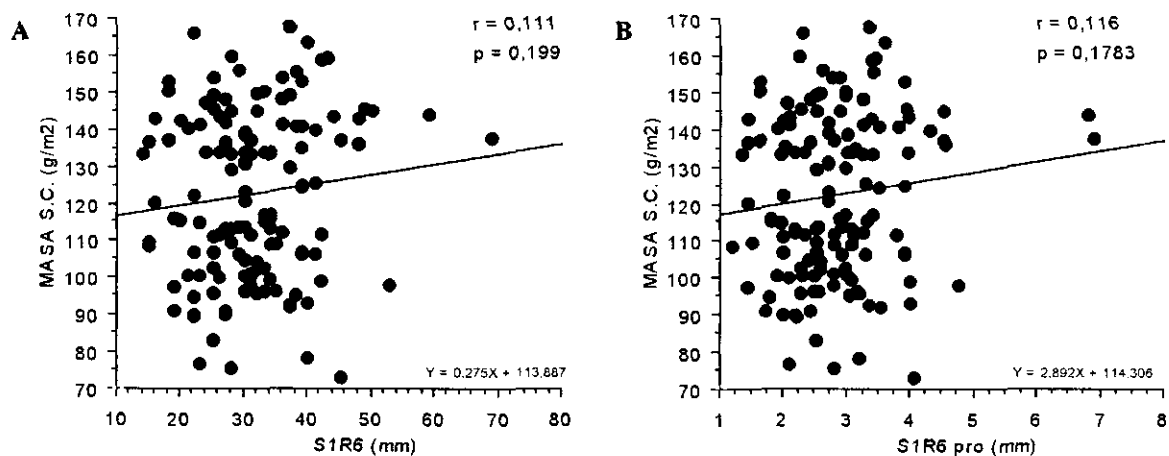 A
MASA S.C. (g/m2)
170
160
150
140
130
120
110
100
90
80
70
r = 0,111
p = 0,199
Y = 0.275X + 113,887
10 20 30 40 50 60 70 80
S1R6 (mm)
B
MASA S.C. (g/m2)
170
160
150
140
130
120
110
100
90
80
70
r = 0,116
p = 0,1783
Y = 2.892X + 114.306
1 2 3 4 5 6 7 8
S1R6 pro (mm)